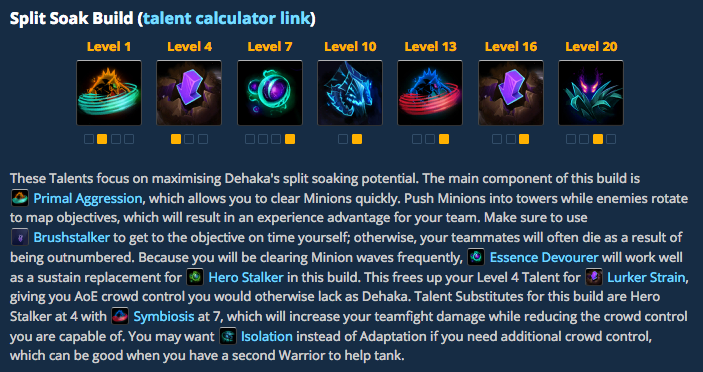 Split Soak Build (talent calculator link)
Level 1 Level 4 Level 7 Level 10 Level 13 Level 16 Level 20
These Talents focus on maximising Dehaka's split soaking potential. The main component of this build is
Primal Aggression, which allows you to clear Minions quickly. Push Minions into towers while enemies rotate
to map objectives, which will result in an experience advantage for your team. Make sure to use
Brushstalker to get to the objective on time yourself; otherwise, your teammates will often die as a result of
being outnumbered. Because you will be clearing Minion waves frequently, Essence Devourer will work well
as a sustain replacement for Hero Stalker in this build. This frees up your Level 4 Talent for Lurker Strain,
giving you AoE crowd control you would otherwise lack as Dehaka. Talent Substitutes for this build are Hero
Stalker at 4 with Symbiosis at 7, which will increase your teamfight damage while reducing the crowd control
you are capable of. You may want Isolation instead of Adaptation if you need additional crowd control,
which can be good when you have a second Warrior to help tank.